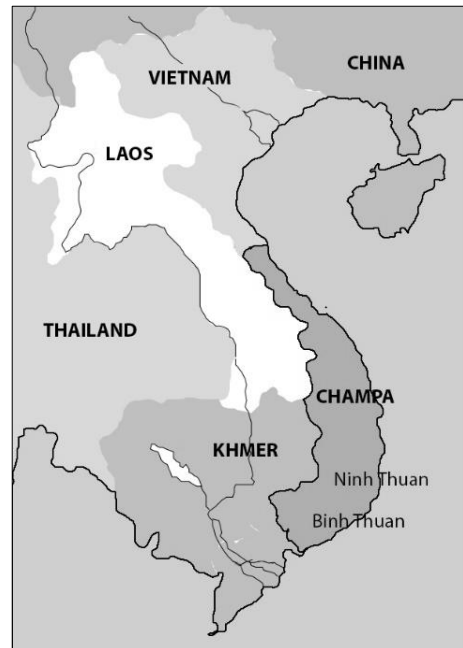 VIETNAM
CHINA
LAOS
THAILAND
CHAMPA
KHMER
Ninh Thuan
Binh Thuan